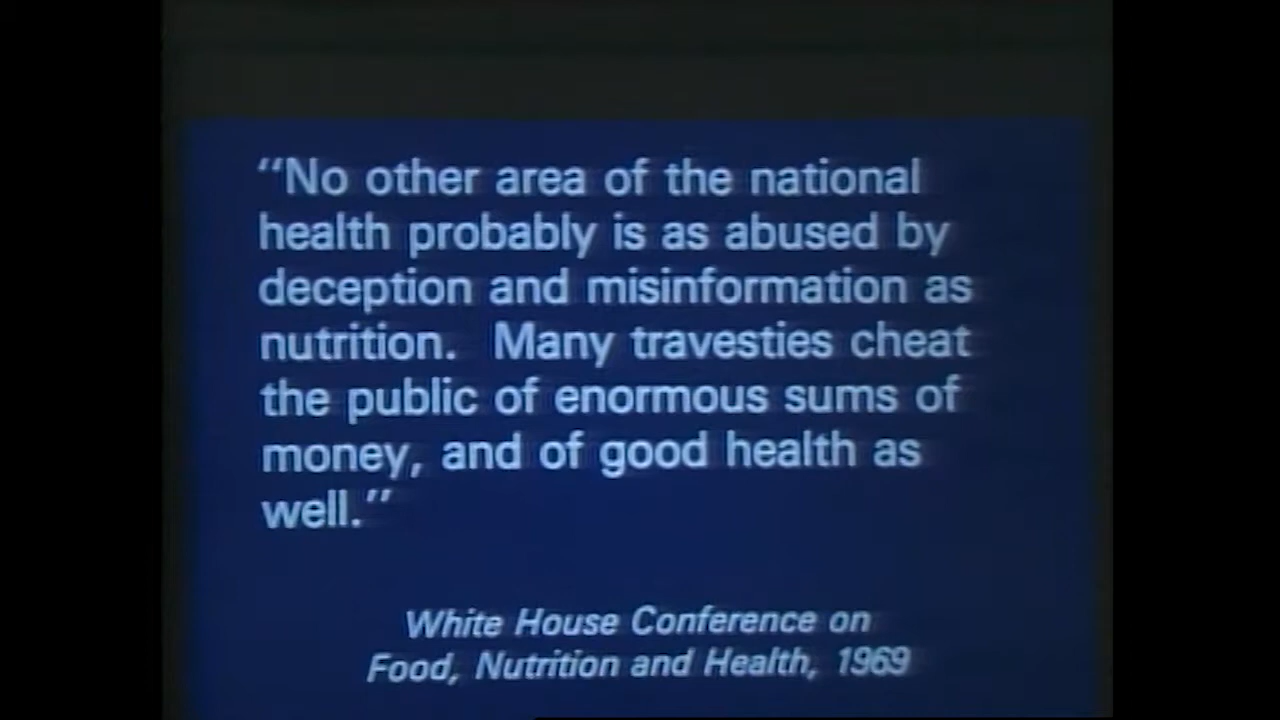 “No other area of the national
health probably is as abused by
deception and misinformation as
nutrition. Many travesties cheat
the public of enormous sums of
money, and of good health as
well.”
White House Conference on
Food, Nutrition and Health, 1969